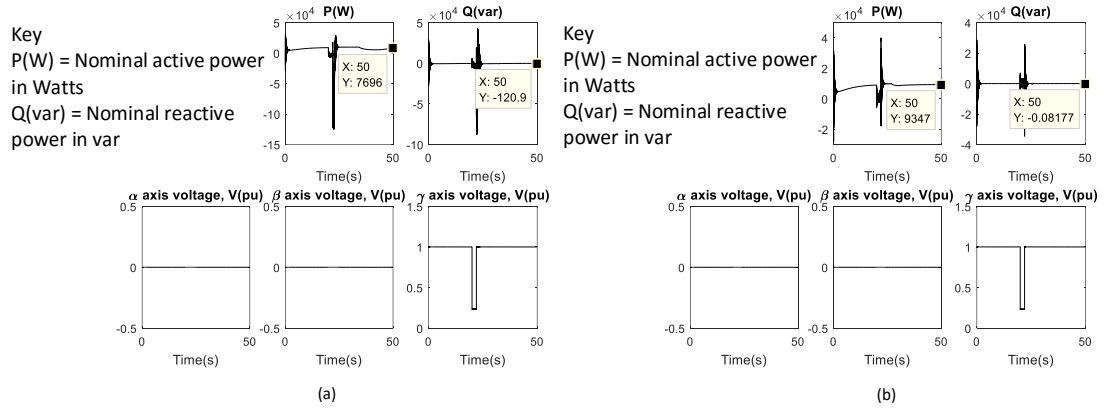 Key
P(W) = Nominal active power
in Watts
Q(var) = Nominal reactive
power in var
×10⁴ P(W)
5
0
-5
-10
-15
X: 50
Y: 7696
0 50
Time(s)
×10⁴ Q(var)
5
0
-5
-10
X: 50
Y: -120.9
0 50
Time(s)
α axis voltage, V(pu)
0.5
0
-0.5
0 50
Time(s)
β axis voltage, V(pu)
0.5
0
-0.5
0 50
Time(s)
γ axis voltage, V(pu)
1.5
1
0.5
0
0 50
Time(s)
(a)
Key
P(W) = Nominal active power
in Watts
Q(var) = Nominal reactive
power in var
×10⁴ P(W)
4
2
0
-2
X: 50
Y: 9347
0 50
Time(s)
×10⁴ Q(var)
4
2
0
-2
-4
X: 50
Y: -0.08177
0 50
Time(s)
α axis voltage, V(pu)
0.5
0
-0.5
0 50
Time(s)
β axis voltage, V(pu)
0.5
0
-0.5
0 50
Time(s)
γ axis voltage, V(pu)
1.5
1
0.5
0
0 50
Time(s)
(b)